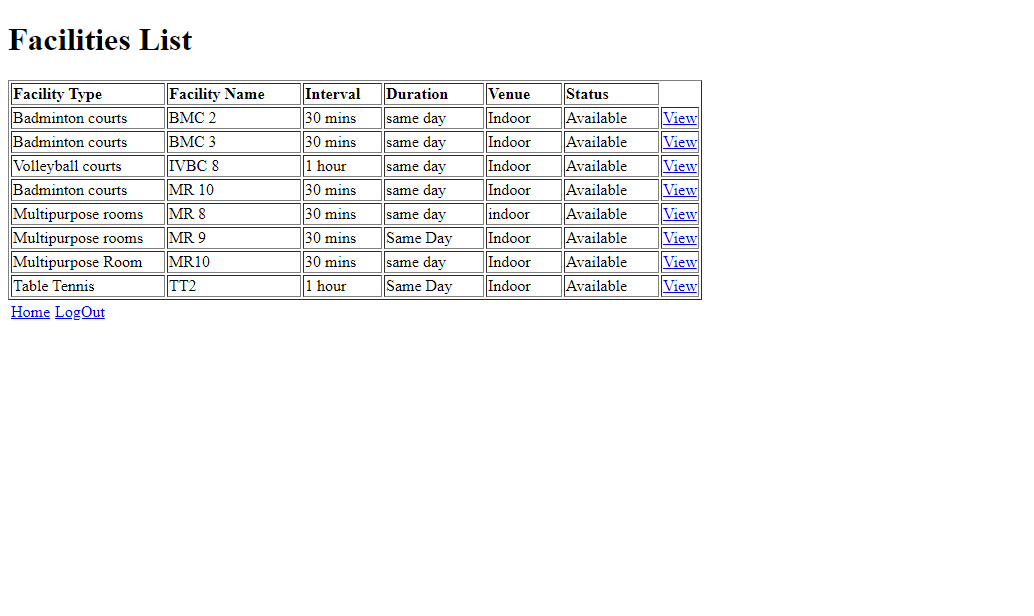 Facilities List
Facility Type Facility Name Interval Duration Venue Status
Badminton courts BMC 2 30 mins same day Indoor Available View
Badminton courts BMC 3 30 mins same day Indoor Available View
Volleyball courts IVBC 8 1 hour same day Indoor Available View
Badminton courts MR 10 30 mins same day Indoor Available View
Multipurpose rooms MR 8 30 mins same day indoor Available View
Multipurpose rooms MR 9 30 mins Same Day Indoor Available View
Multipurpose Room MR10 30 mins same day Indoor Available View
Table Tennis TT2 1 hour Same Day Indoor Available View
Home LogOut